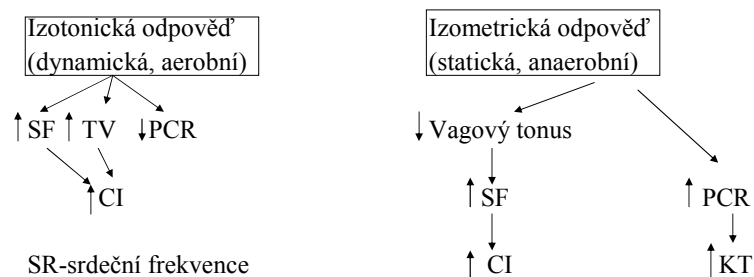 Izotonická odpověď
(dynamická, aerobní)
SF TV PCR
CI
SR-srdeční frekvence
Izometrická odpověď
(statická, anaerobní)
Vagový tonus
SF PCR
CI KT